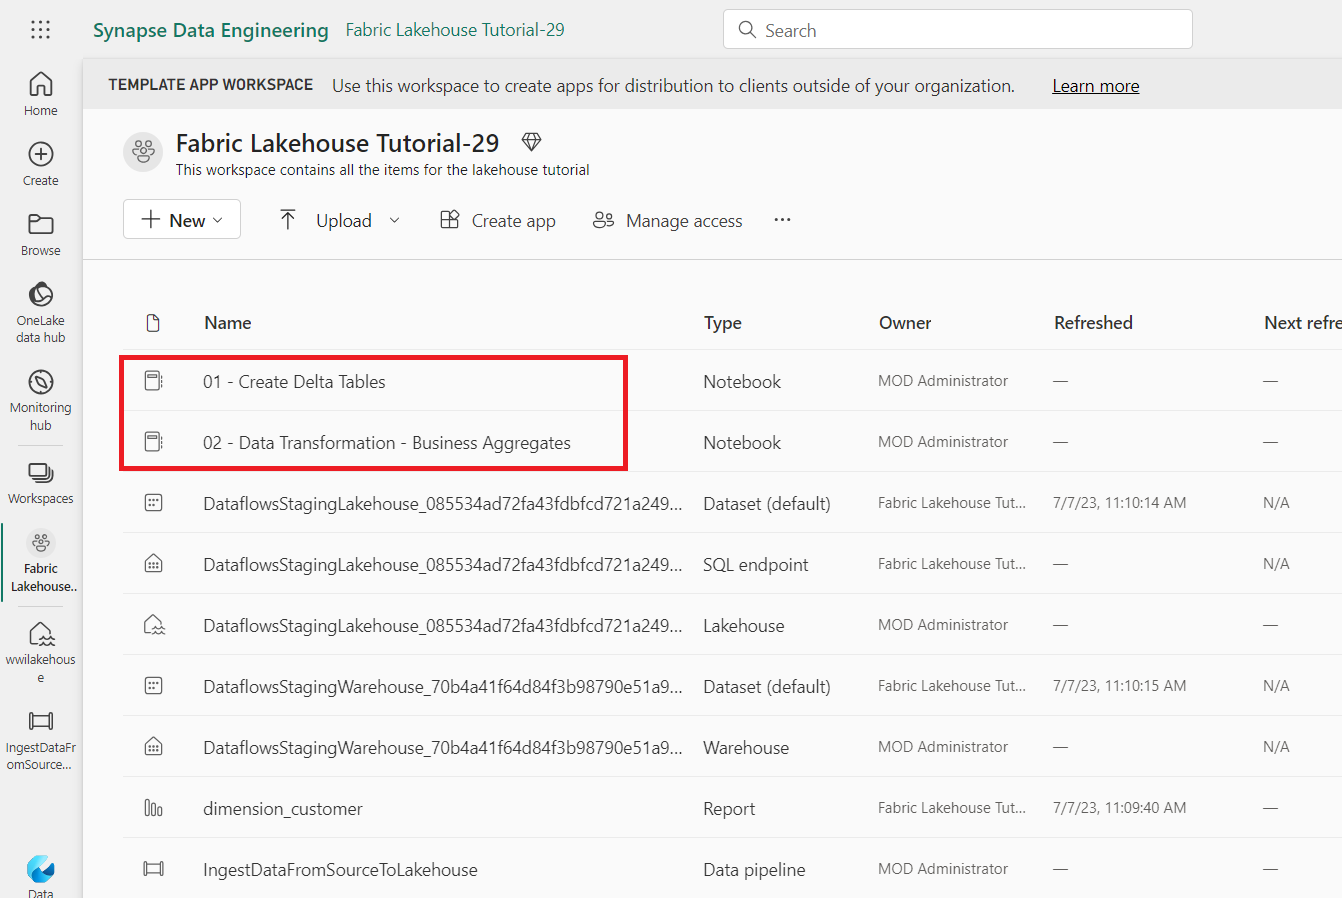 Synapse Data Engineering Fabric Lakehouse Tutorial-29 Search
Home
Create
Browse
OneLake
data hub
Monitoring
hub
Workspaces
Fabric
Lakehouse..
wwilakehous
e
IngestDataFr
omSource...
Data
TEMPLATE APP WORKSPACE Use this workspace to create apps for distribution to clients outside of your organization. Learn more
Fabric Lakehouse Tutorial-29
This workspace contains all the items for the lakehouse tutorial
New Upload Create app Manage access ...
Name Type Owner Refreshed Next refre
01 - Create Delta Tables Notebook MOD Administrator — —
02 - Data Transformation - Business Aggregates Notebook MOD Administrator — —
DataflowsStagingLakehouse_085534ad72fa43fdbfcd721a249... Dataset (default) Fabric Lakehouse Tut... 7/7/23, 11:10:14 AM N/A
DataflowsStagingLakehouse_085534ad72fa43fdbfcd721a249... SQL endpoint Fabric Lakehouse Tut... — N/A
DataflowsStagingLakehouse_085534ad72fa43fdbfcd721a249... Lakehouse MOD Administrator — —
DataflowsStagingWarehouse_70b4a41f64d84f3b98790e51a9... Dataset (default) Fabric Lakehouse Tut... 7/7/23, 11:10:15 AM N/A
DataflowsStagingWarehouse_70b4a41f64d84f3b98790e51a9... Warehouse MOD Administrator — N/A
dimension_customer Report Fabric Lakehouse Tut... 7/7/23, 11:09:40 AM —
IngestDataFromSourceToLakehouse Data pipeline MOD Administrator — —